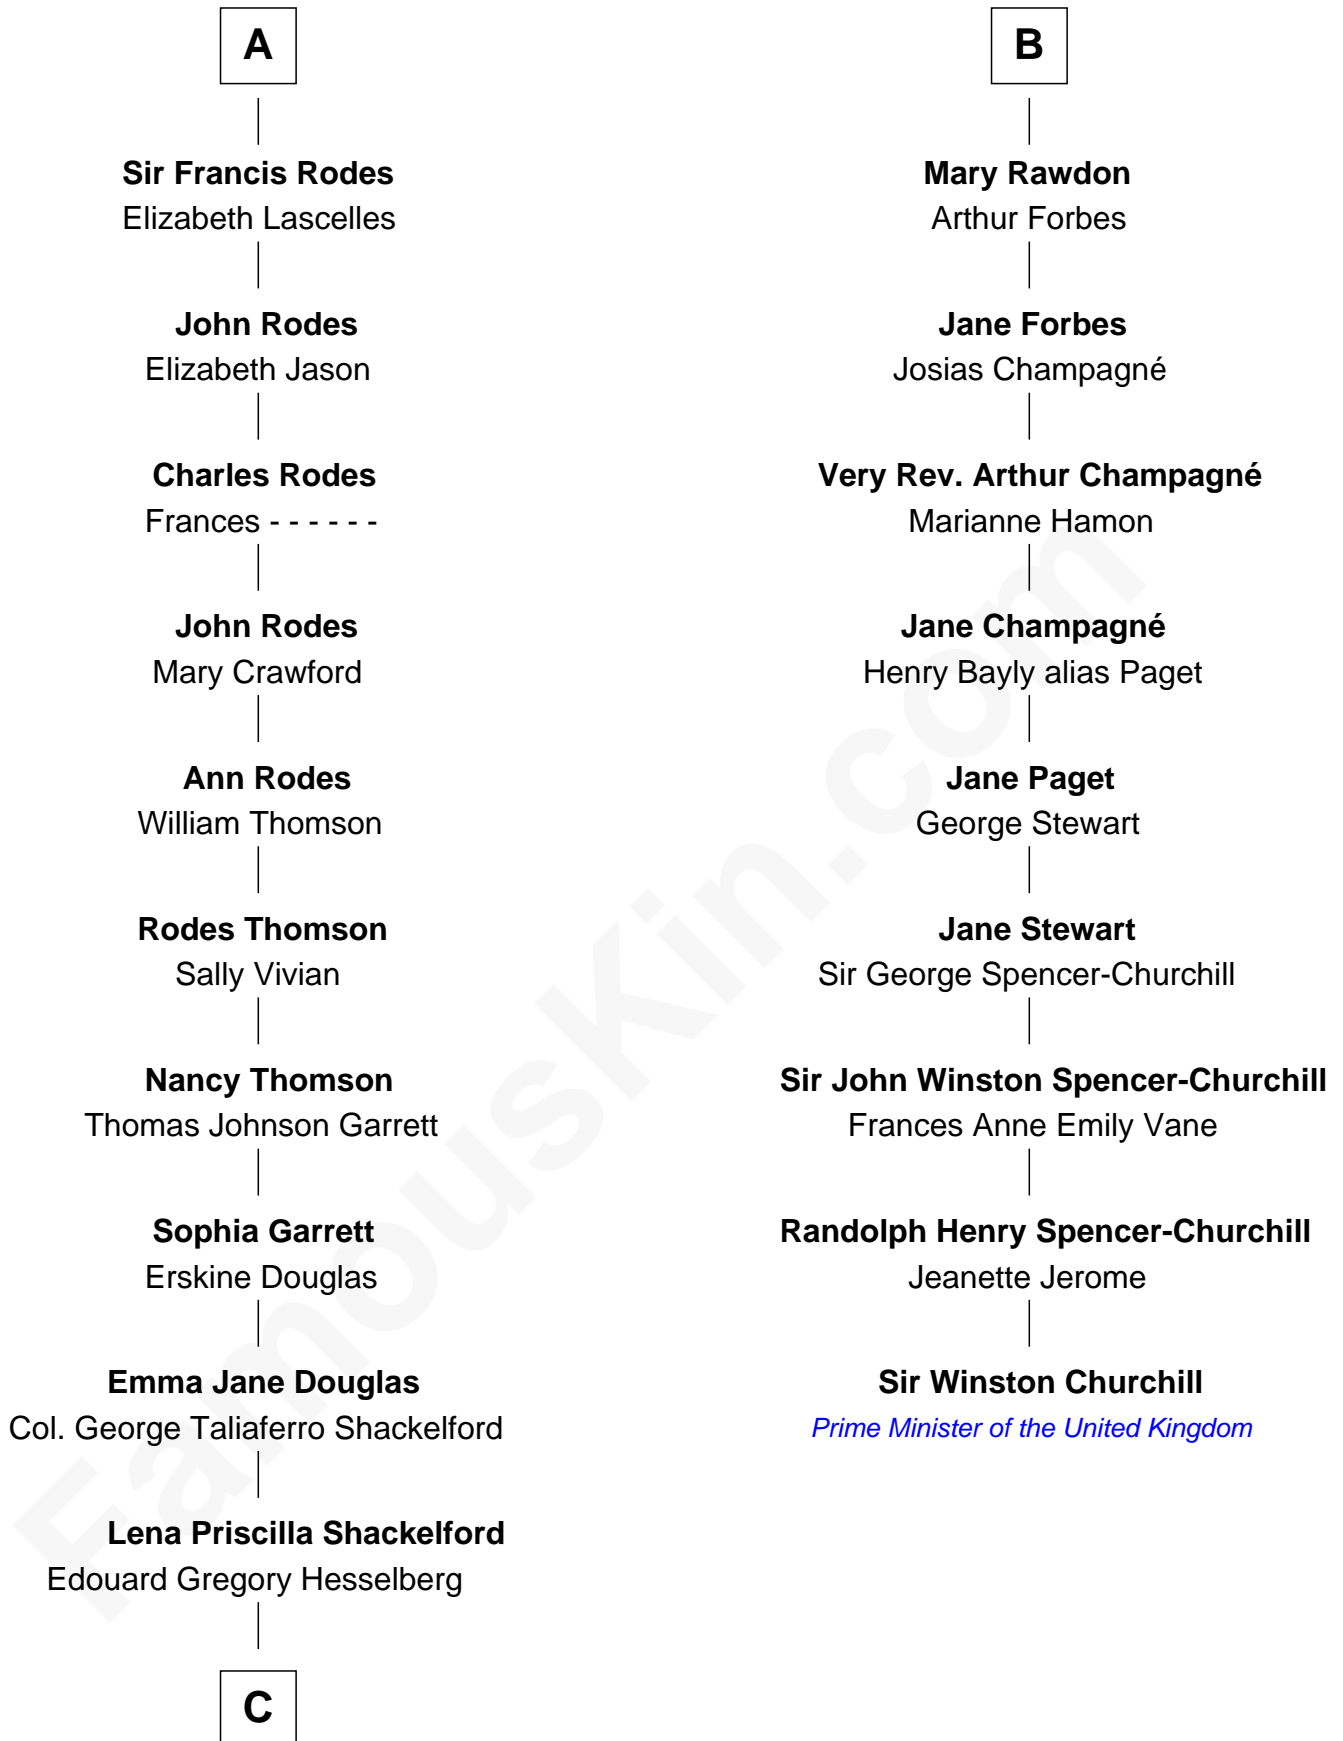 A
Sir Francis Rodes
Elizabeth Lascelles
John Rodes
Elizabeth Jason
Charles Rodes
Frances - - - - - -
John Rodes
Mary Crawford
Ann Rodes
William Thomson
Rodes Thomson
Sally Vivian
Nancy Thomson
Thomas Johnson Garrett
Sophia Garrett
Erskine Douglas
Emma Jane Douglas
Col. George Taliaferro Shackelford
Lena Priscilla Shackelford
Edouard Gregory Hesselberg
C
B
Mary Rawdon
Arthur Forbes
Jane Forbes
Josias Champagné
Very Rev. Arthur Champagné
Marianne Hamon
Jane Champagné
Henry Bayly alias Paget
Jane Paget
George Stewart
Jane Stewart
Sir George Spencer-Churchill
Sir John Winston Spencer-Churchill
Frances Anne Emily Vane
Randolph Henry Spencer-Churchill
Jeanette Jerome
Sir Winston Churchill
Prime Minister of the United Kingdom
FamousKin.com